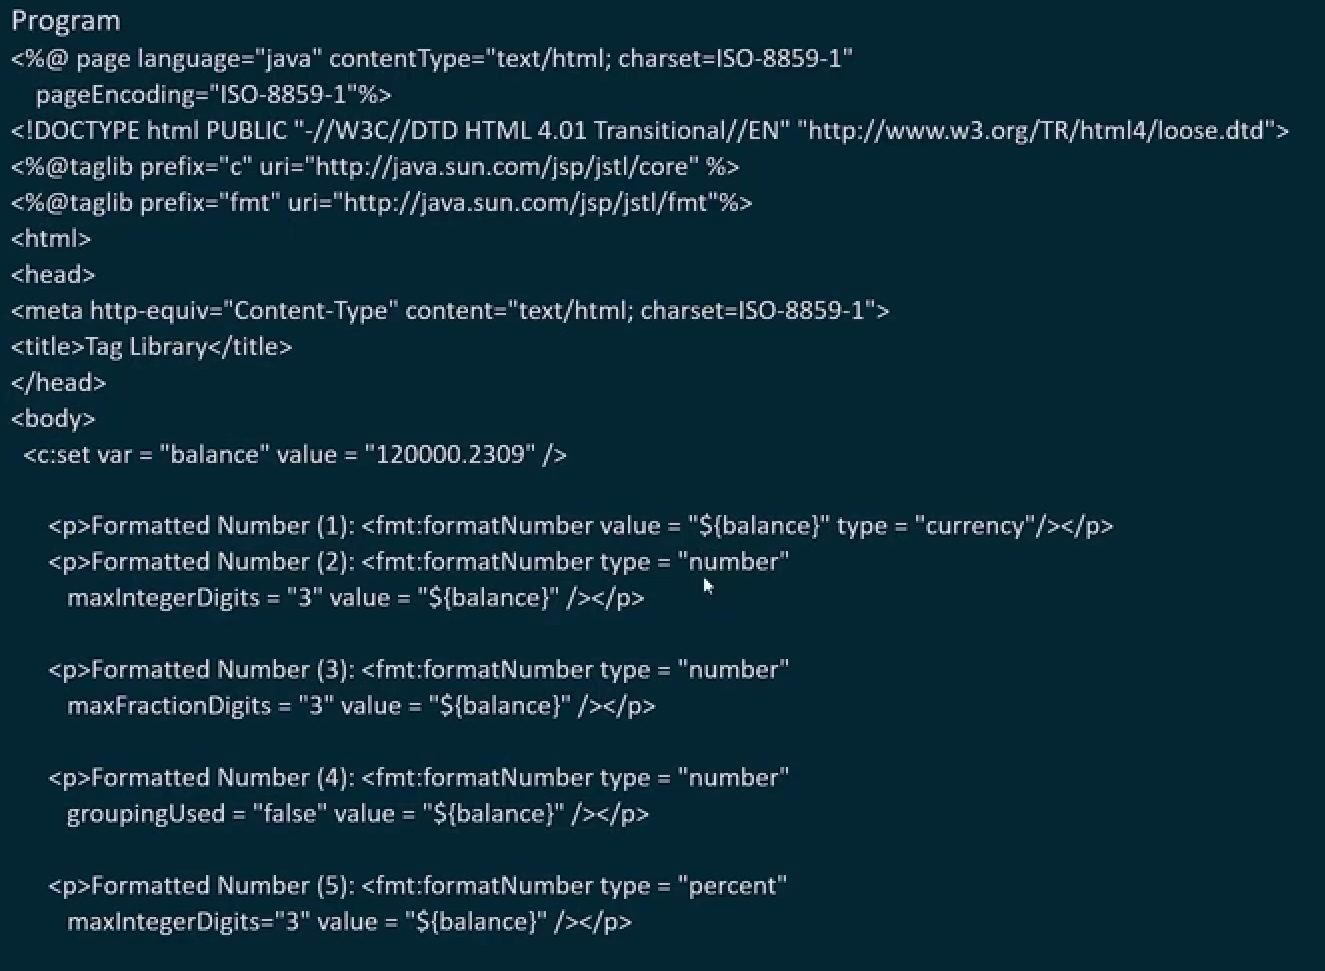 Program
<%@ page language="java" contentType="text/html; charset=ISO-8859-1"
pageEncoding="ISO-8859-1"%>
<!DOCTYPE html PUBLIC "-//W3C//DTD HTML 4.01 Transitional//EN" "http://www.w3.org/TR/html4/loose.dtd">
<%@taglib prefix="c" uri="http://java.sun.com/jsp/jstl/core" %>
<%@taglib prefix="fmt" uri="http://java.sun.com/jsp/jstl/fmt"%>
<html>
<head>
<meta http-equiv="Content-Type" content="text/html; charset=ISO-8859-1">
<title>Tag Library</title>
</head>
<body>
<c:set var = "balance" value = "120000.2309" />
<p>Formatted Number (1): <fmt:formatNumber value = "${balance}" type = "currency"/></p>
<p>Formatted Number (2): <fmt:formatNumber type = "number"
maxIntegerDigits = "3" value = "${balance}" /></p>
<p>Formatted Number (3): <fmt:formatNumber type = "number"
maxFractionDigits = "3" value = "${balance}" /></p>
<p>Formatted Number (4): <fmt:formatNumber type = "number"
groupingUsed = "false" value = "${balance}" /></p>
<p>Formatted Number (5): <fmt:formatNumber type = "percent"
maxIntegerDigits="3" value = "${balance}" /></p>